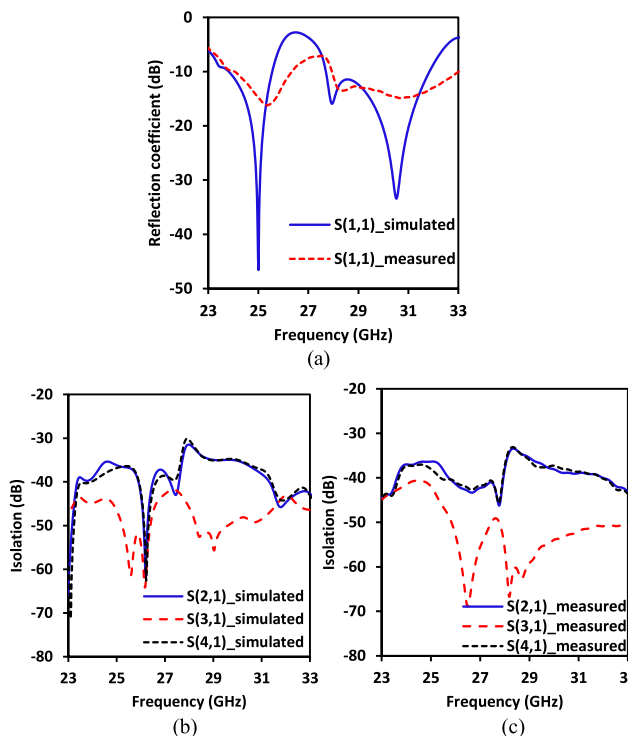 0
-10
-20
-30
-40
-50
Reflection coefficient (dB)
S(1,1)_simulated
S(1,1)_measured
23 25 27 29 31 33
Frequency (GHz)
(a)
-20
-30
-40
-50
-60
-70
-80
Isolation (dB)
S(2,1)_simulated
S(3,1)_simulated
S(4,1)_simulated
23 25 27 29 31 33
Frequency (GHz)
(b)
-20
-30
-40
-50
-60
-70
-80
Isolation (dB)
S(2,1)_measured
S(3,1)_measured
S(4,1)_measured
23 25 27 29 31 33
Frequency (GHz)
(c)